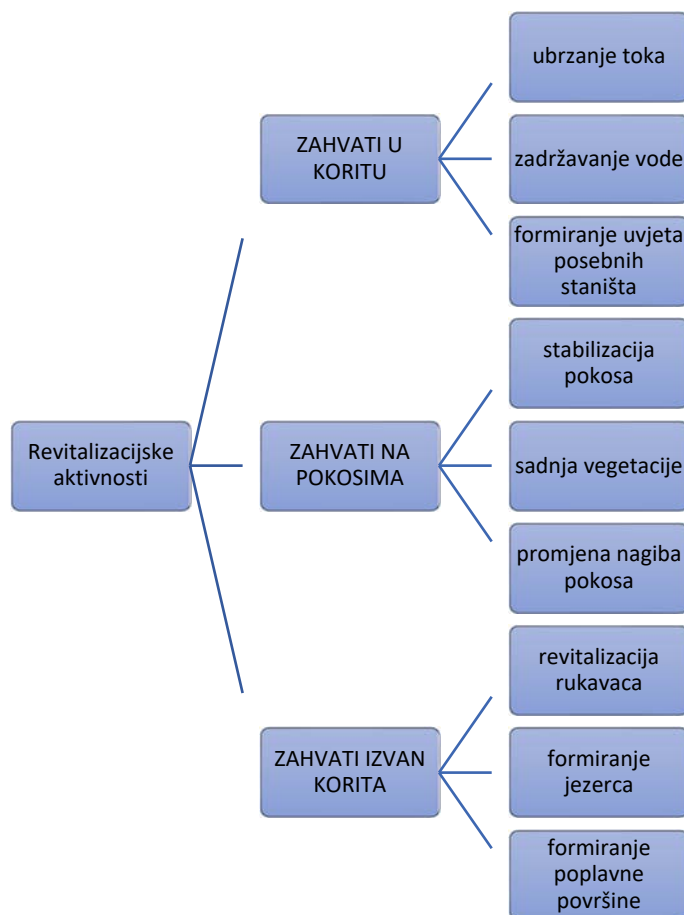 Revitalizacijske
aktivnosti
ZAHVATI U
KORITU
ubrzanje toka
zadržavanje vode
formiranje uvjeta
posebnih
staništa
ZAHVATI NA
POKOSIMA
stabilizacija
pokosa
sadnja vegetacije
promjena nagiba
pokosa
ZAHVATI IZVAN
KORITA
revitalizacija
rukavaca
formiranje
jezerca
formiranje
poplavne
površine